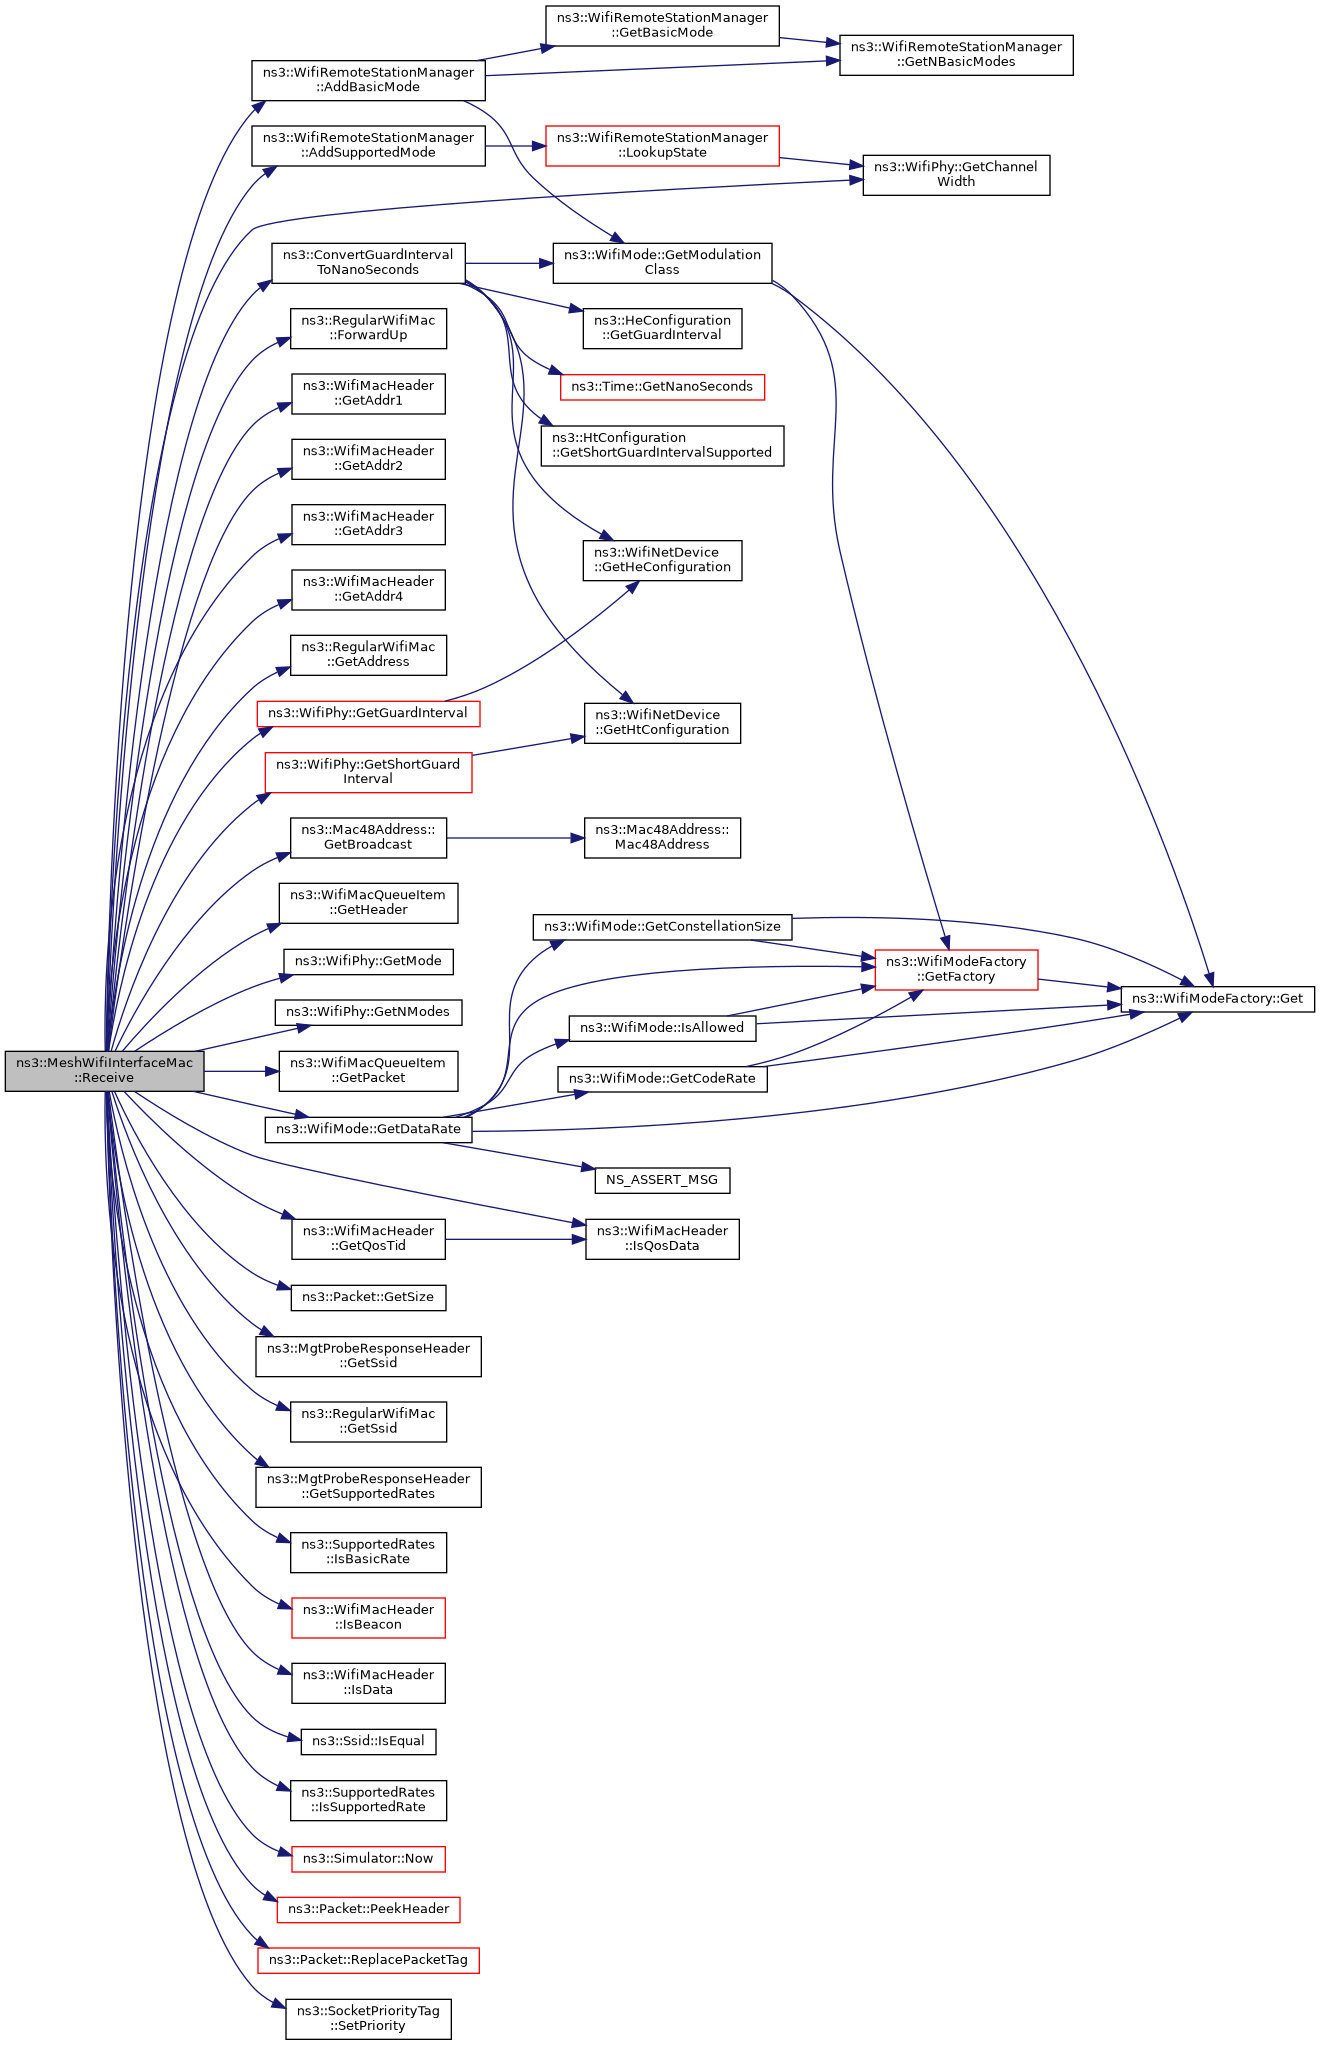 ns3::MeshWifiInterfaceMac
::Receive
ns3::WifiRemoteStationManager
::AddBasicMode
ns3::WifiRemoteStationManager
::AddSupportedMode
ns3::ConvertGuardInterval
ToNanoSeconds
ns3::RegularWifiMac
::ForwardUp
ns3::WifiMacHeader
::GetAddr1
ns3::WifiMacHeader
::GetAddr2
ns3::WifiMacHeader
::GetAddr3
ns3::WifiMacHeader
::GetAddr4
ns3::RegularWifiMac
::GetAddress
ns3::WifiPhy::GetGuardInterval
ns3::WifiPhy::GetShortGuard
Interval
ns3::Mac48Address::
GetBroadcast
ns3::WifiMacQueueItem
::GetHeader
ns3::WifiPhy::GetMode
ns3::WifiPhy::GetNModes
ns3::WifiMacQueueItem
::GetPacket
ns3::WifiMode::GetDataRate
ns3::WifiMacHeader
::GetQosTid
ns3::Packet::GetSize
ns3::MgtProbeResponseHeader
::GetSsid
ns3::RegularWifiMac
::GetSsid
ns3::MgtProbeResponseHeader
::GetSupportedRates
ns3::SupportedRates
::IsBasicRate
ns3::WifiMacHeader
::IsBeacon
ns3::WifiMacHeader
::IsData
ns3::Ssid::IsEqual
ns3::SupportedRates
::IsSupportedRate
ns3::Simulator::Now
ns3::Packet::PeekHeader
ns3::Packet::ReplacePacketTag
ns3::SocketPriorityTag
::SetPriority
ns3::WifiRemoteStationManager
::GetBasicMode
ns3::WifiRemoteStationManager
::LookupState
ns3::WifiMode::GetModulation
Class
ns3::HeConfiguration
::GetGuardInterval
ns3::Time::GetNanoSeconds
ns3::HtConfiguration
::GetShortGuardIntervalSupported
ns3::WifiNetDevice
::GetHeConfiguration
ns3::WifiNetDevice
::GetHtConfiguration
ns3::Mac48Address::
Mac48Address
ns3::WifiMode::GetConstellationSize
ns3::WifiMode::IsAllowed
ns3::WifiMode::GetCodeRate
NS_ASSERT_MSG
ns3::WifiMacHeader
::IsQosData
ns3::WifiRemoteStationManager
::GetNBasicModes
ns3::WifiPhy::GetChannel
Width
ns3::WifiModeFactory
::GetFactory
ns3::WifiModeFactory::Get